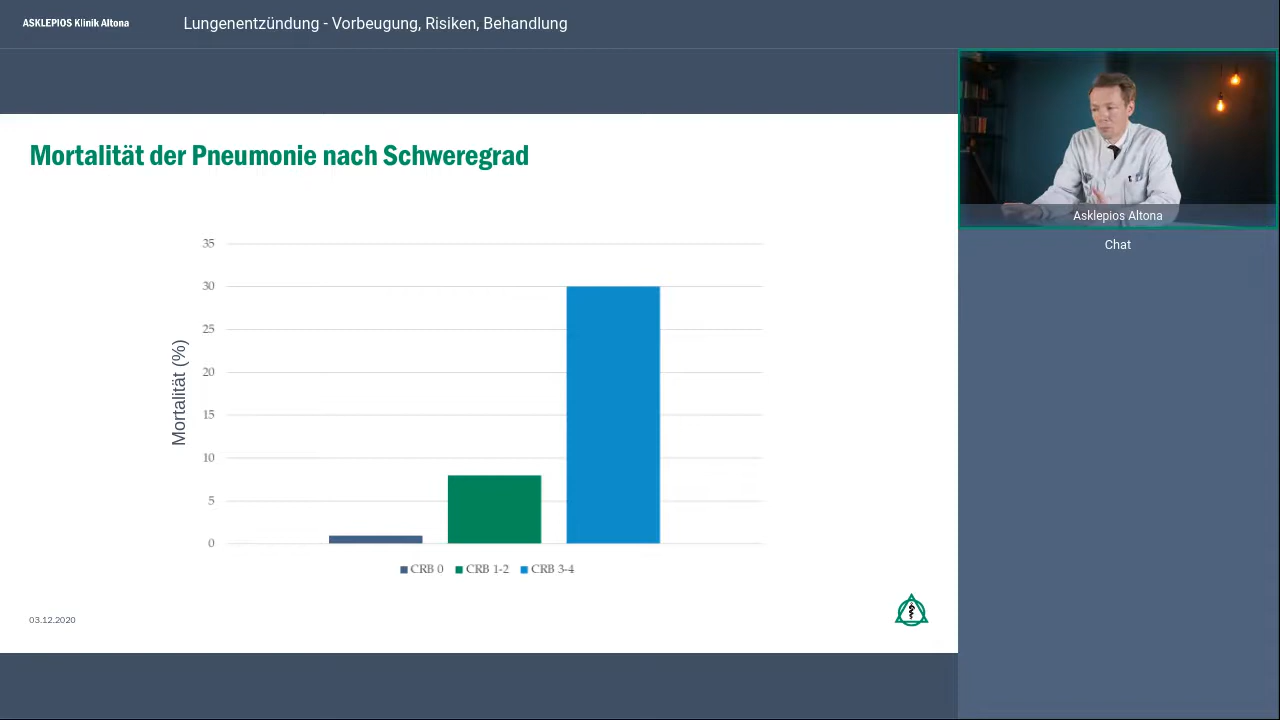 ASKLEPIOS Klinik Altona
Lungenentzündung - Vorbeugung, Risiken, Behandlung
Mortalität der Pneumonie nach Schweregrad
Asklepios Altona
Chat
35
30
25
20
15
10
5
0
Mortalität (%)
CRB 0 CRB 1-2 CRB 3-4
03.12.2020